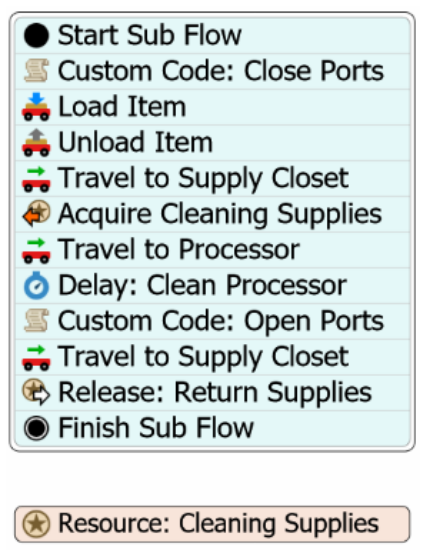 Start Sub Flow
Custom Code: Close Ports
Load Item
Unload Item
Travel to Supply Closet
Acquire Cleaning Supplies
Travel to Processor
Delay: Clean Processor
Custom Code: Open Ports
Travel to Supply Closet
Release: Return Supplies
Finish Sub Flow
Resource: Cleaning Supplies